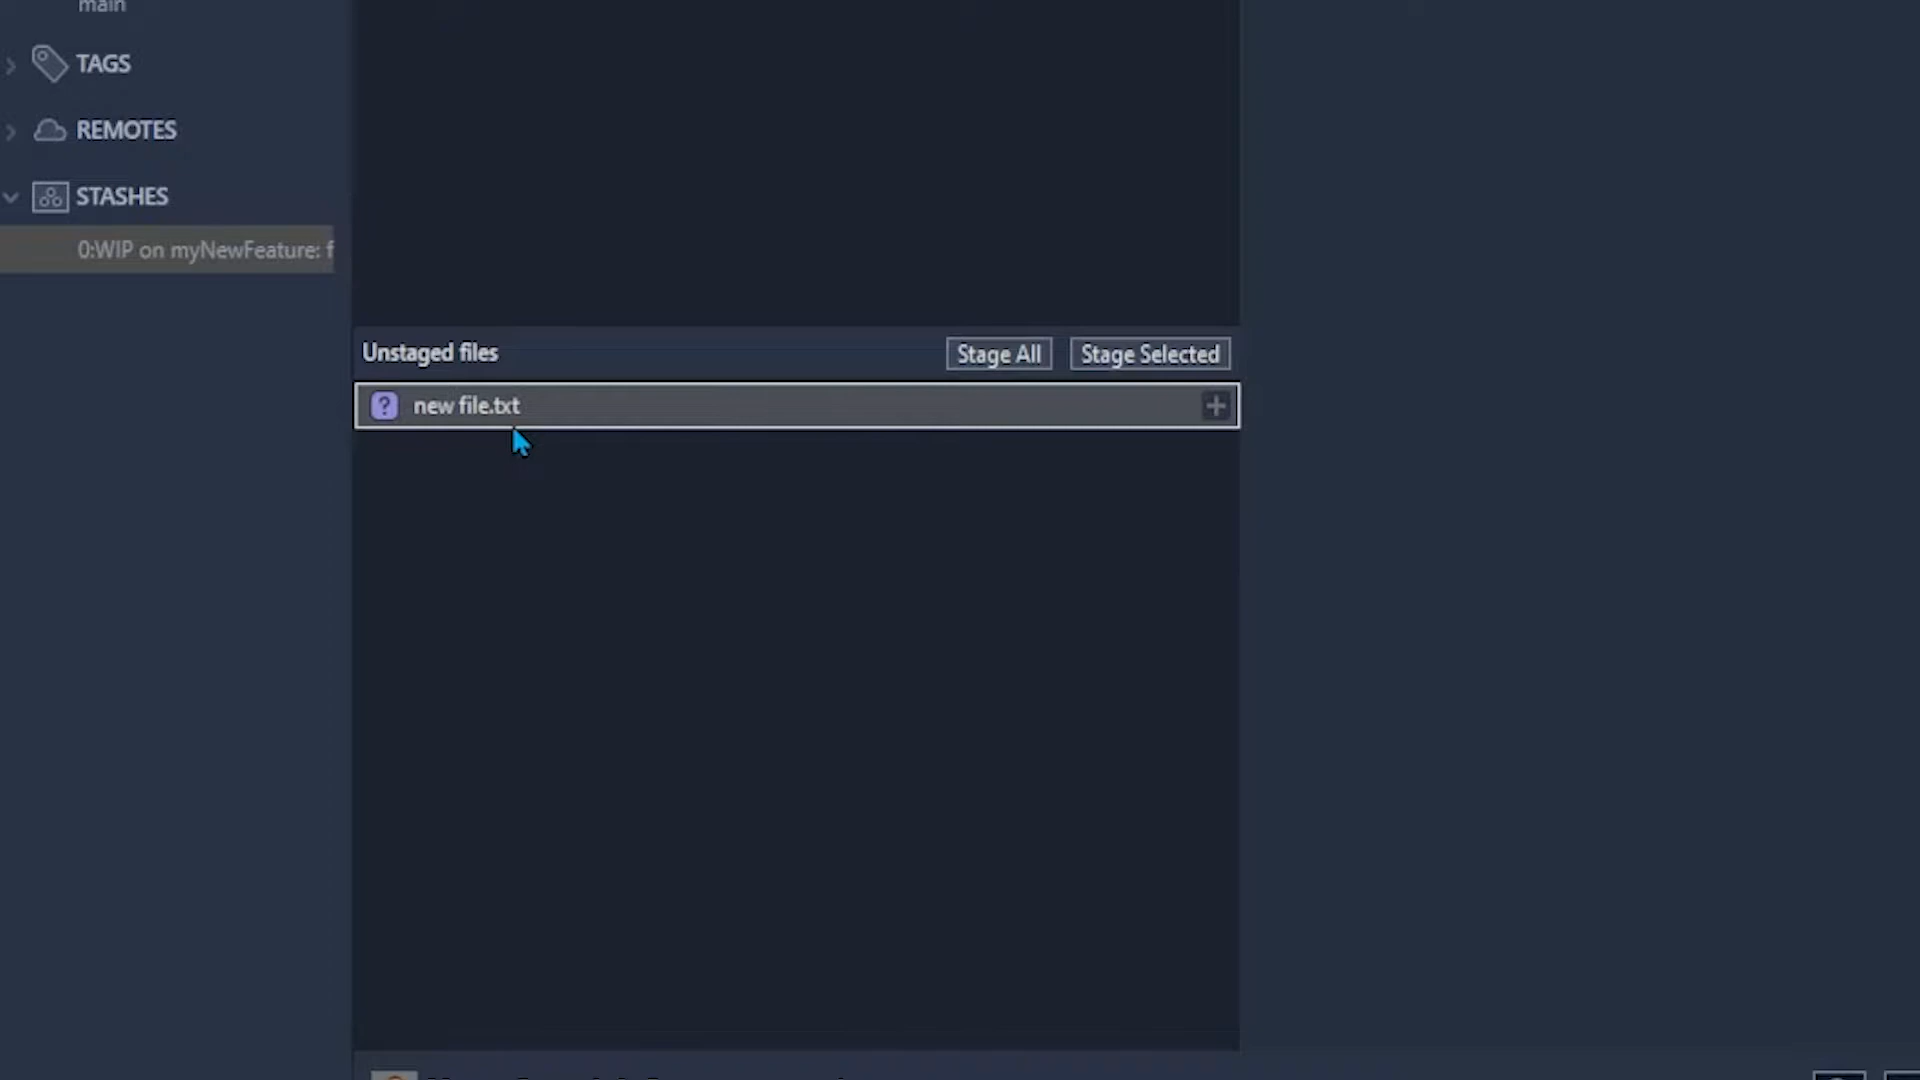 main
TAGS
REMOTES
STASHES
0:WIP on myNewFeature: f
Unstaged files
Stage All
Stage Selected
? new file.txt +